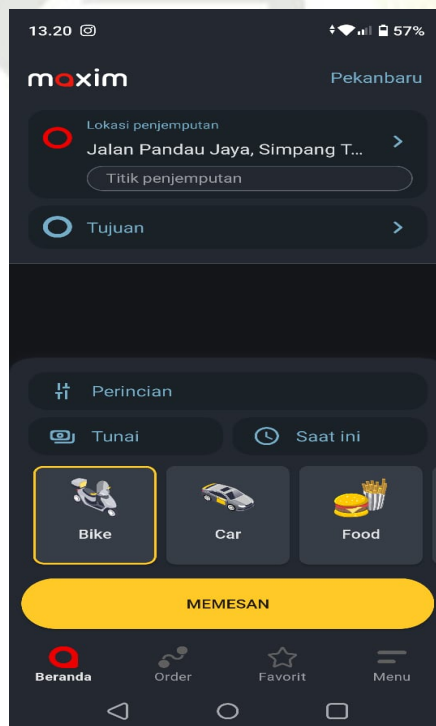 13.20 57%
maxim Pekanbaru
Lokasi penjemputan
Jalan Pandau Jaya, Simpang T...
Titik penjemputan
Tujuan
Perincian
Tunai Saat ini
Bike Car Food
MEMESAN
Beranda Order Favorit Menu